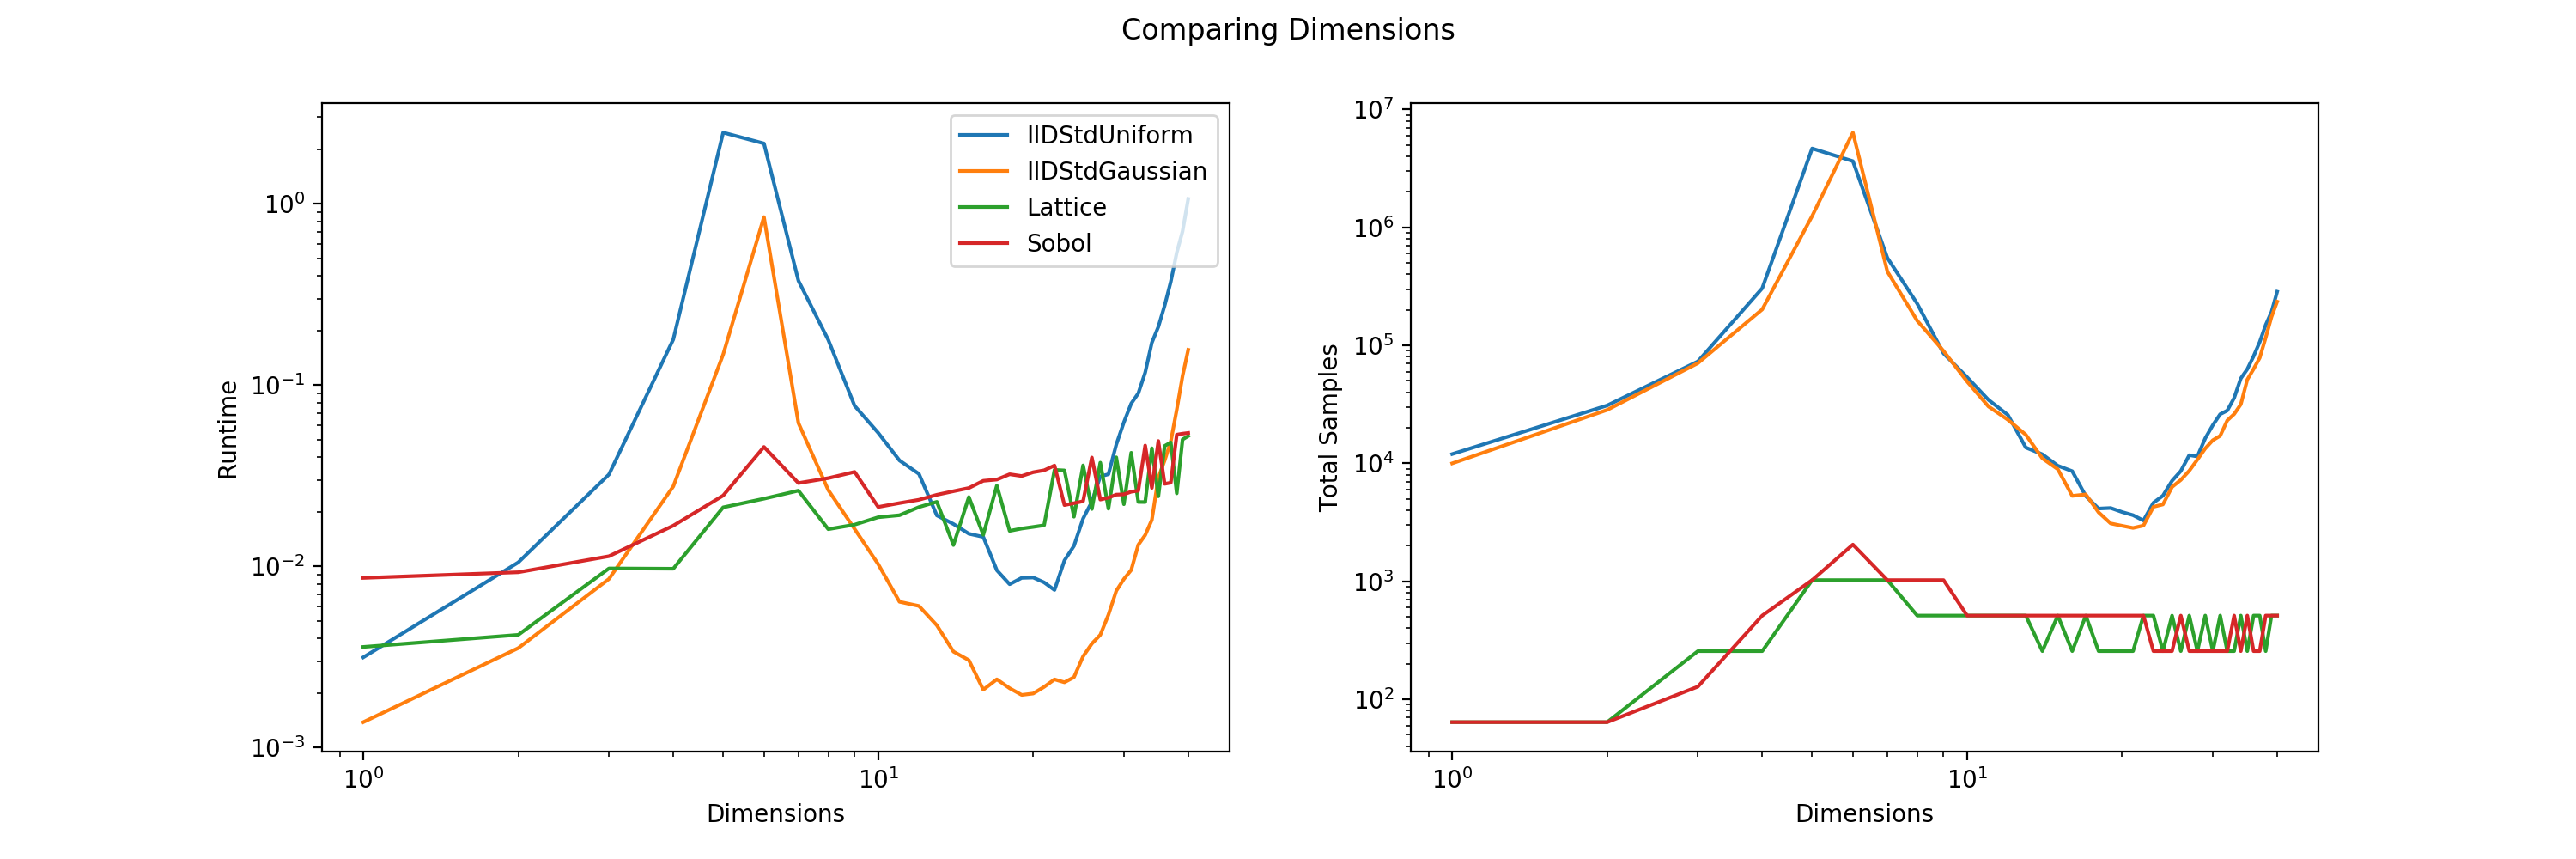 Comparing Dimensions
Runtime
10⁰
10⁻¹
10⁻²
10⁻³
10⁰
10¹
Dimensions
IIDStdUniform
IIDStdGaussian
Lattice
Sobol
Total Samples
10⁷
10⁶
10⁵
10⁴
10³
10²
10⁰
10¹
Dimensions